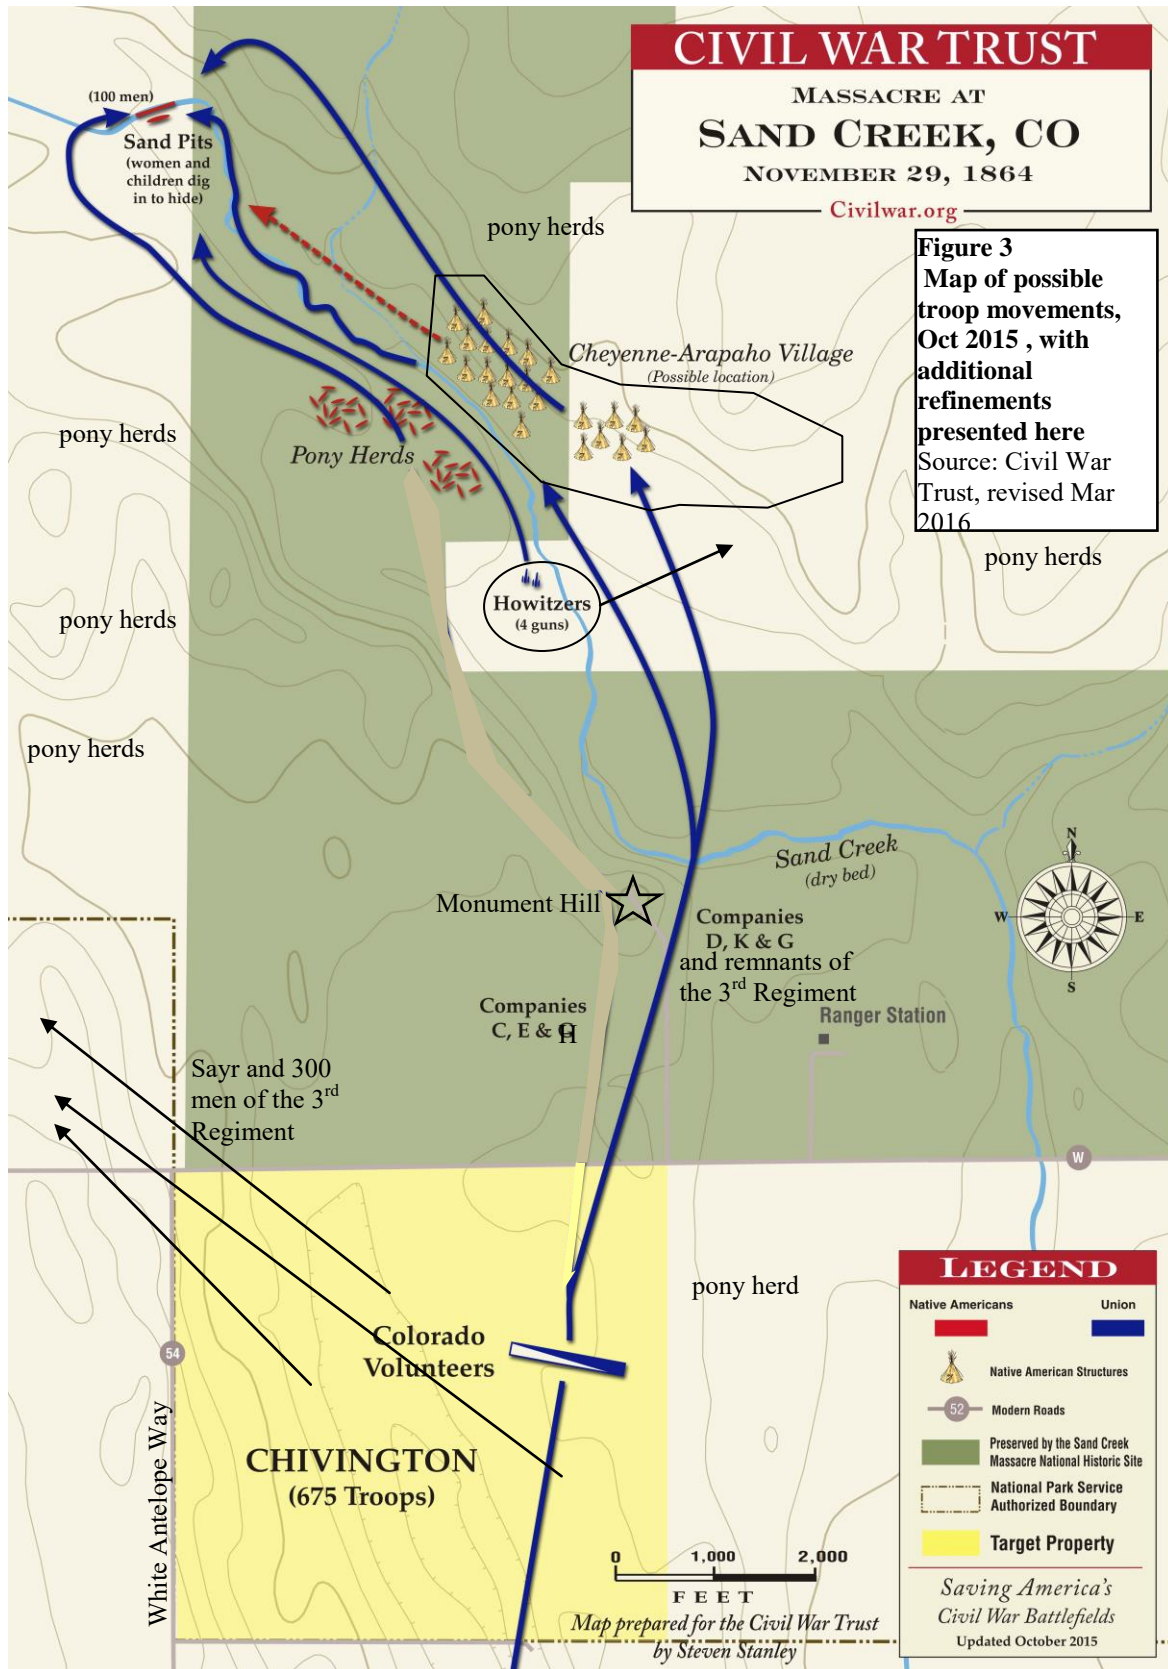 CIVIL WAR TRUST
MASSACRE AT
SAND CREEK, CO
NOVEMBER 29, 1864
Civilwar.org
Figure 3
Map of possible
troop movements,
Oct 2015 , with
additional
refinements
presented here
Source: Civil War
Trust, revised Mar
2016
(100 men)
Sand Pits
(women and
children dig
in to hide)
pony herds
Cheyenne-Arapaho Village
(Possible location)
pony herds
Pony Herds
pony herds
Howitzers
(4 guns)
pony herds
pony herds
Sand Creek
(dry bed)
N
W
E
S
Monument Hill
Companies
D, K & G
and remnants of
the 3rd Regiment
Companies
C, E &
H
Ranger Station
Sayr and 300
men of the 3rd
Regiment
W
pony herd
Colorado
Volunteers
54
CHIVINGTON
(675 Troops)
White Antelope Way
0 1,000 2,000
FEET
Map prepared for the Civil War Trust
by Steven Stanley
LEGEND
Native Americans
Union
Native American Structures
52
Modern Roads
Preserved by the Sand Creek
Massacre National Historic Site
National Park Service
Authorized Boundary
Target Property
Saving America's
Civil War Battlefields
Updated October 2015